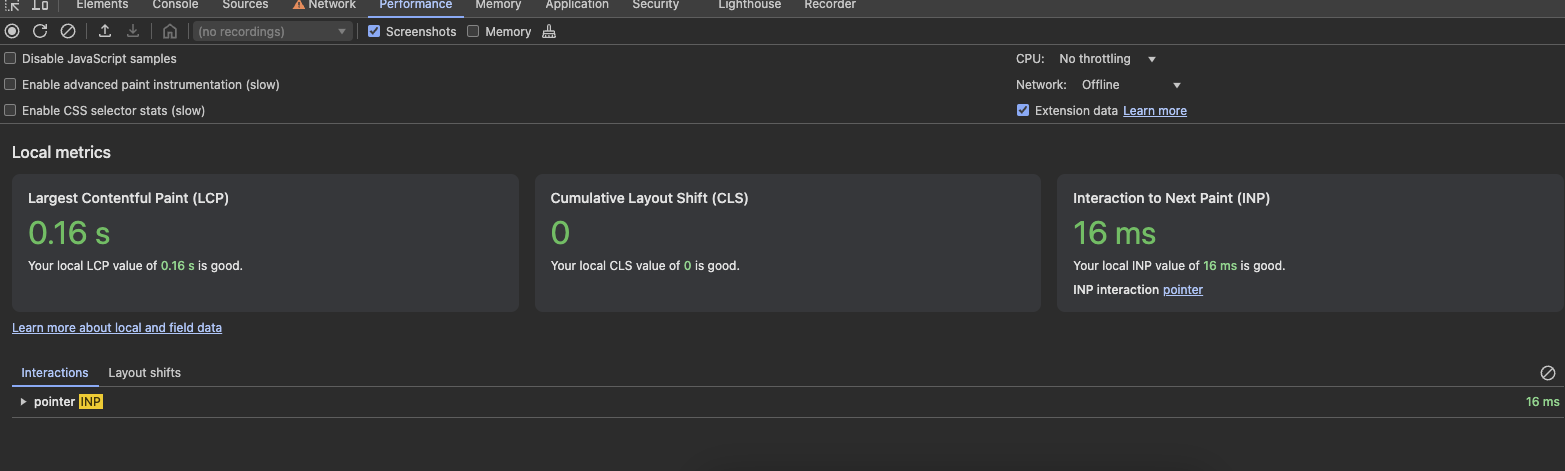 Elements Console Sources Network Performance Memory Application Security Lighthouse Recorder
(no recordings) Screenshots Memory
Disable JavaScript samples CPU: No throttling
Enable advanced paint instrumentation (slow) Network: Offline
Enable CSS selector stats (slow) Extension data Learn more
Local metrics
Largest Contentful Paint (LCP) Cumulative Layout Shift (CLS) Interaction to Next Paint (INP)
0.16 s 0 16 ms
Your local LCP value of 0.16 s is good. Your local CLS value of 0 is good. Your local INP value of 16 ms is good.
INP interaction pointer
Learn more about local and field data
Interactions Layout shifts
pointer INP 16 ms